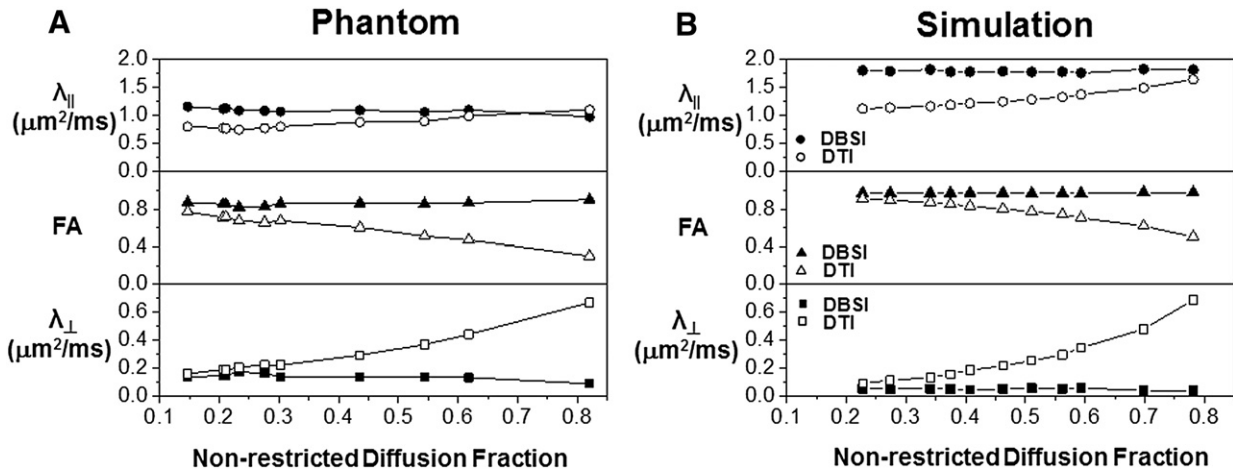 A
Phantom
λ∥
(μm²/ms)
2.0
1.5
1.0
0.5
0.0
FA
0.8
0.4
0.0
λ⊥
(μm²/ms)
0.6
0.4
0.2
0.0
0.1 0.2 0.3 0.4 0.5 0.6 0.7 0.8
Non-restricted Diffusion Fraction
B
Simulation
λ∥
(μm²/ms)
2.0
1.5
1.0
0.5
0.0
DBSI
DTI
FA
0.8
0.4
0.0
DBSI
DTI
λ⊥
(μm²/ms)
0.6
0.4
0.2
0.0
DBSI
DTI
0.1 0.2 0.3 0.4 0.5 0.6 0.7 0.8
Non-restricted Diffusion Fraction